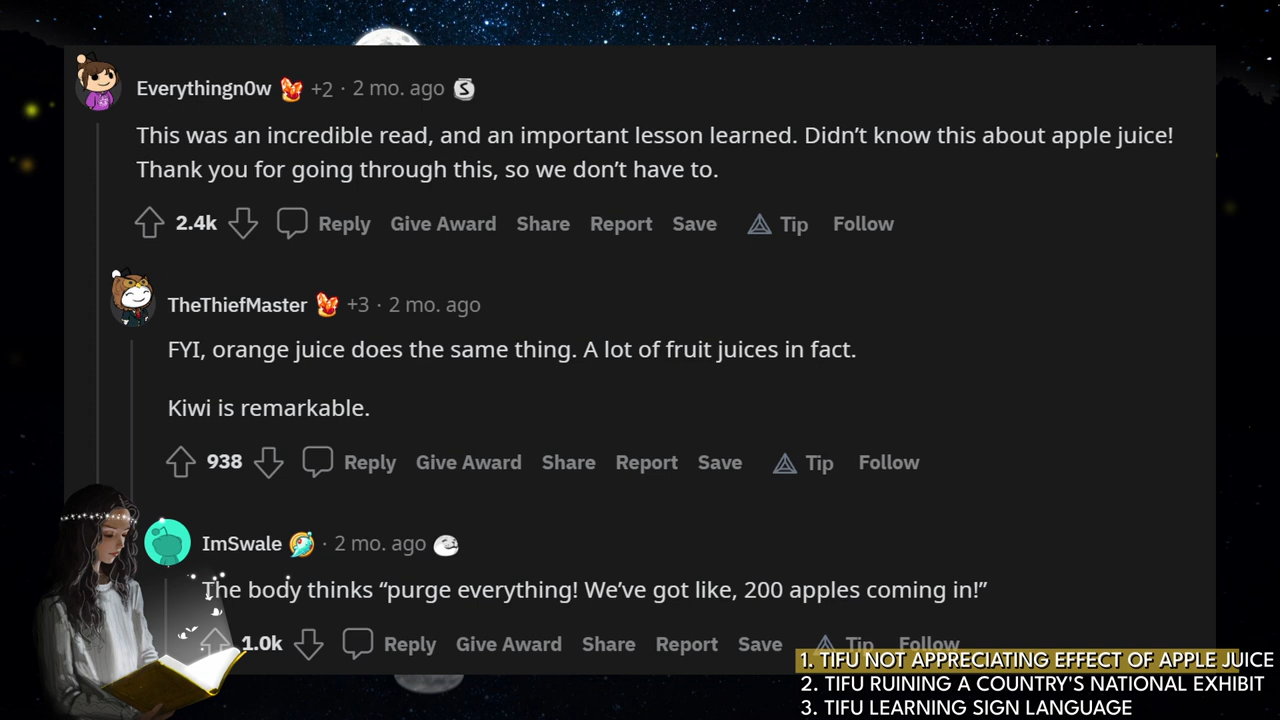 Everythingn0w +2 · 2 mo. ago
This was an incredible read, and an important lesson learned. Didn’t know this about apple juice!
Thank you for going through this, so we don’t have to.
2.4k Reply Give Award Share Report Save Tip Follow
TheThiefMaster +3 · 2 mo. ago
FYI, orange juice does the same thing. A lot of fruit juices in fact.
Kiwi is remarkable.
938 Reply Give Award Share Report Save Tip Follow
ImSwale · 2 mo. ago
The body thinks “purge everything! We’ve got like, 200 apples coming in!”
1.0k Reply Give Award Share Report Save Tip Follow
1. TIFU NOT APPRECIATING EFFECT OF APPLE JUICE
2. TIFU RUINING A COUNTRY'S NATIONAL EXHIBIT
3. TIFU LEARNING SIGN LANGUAGE